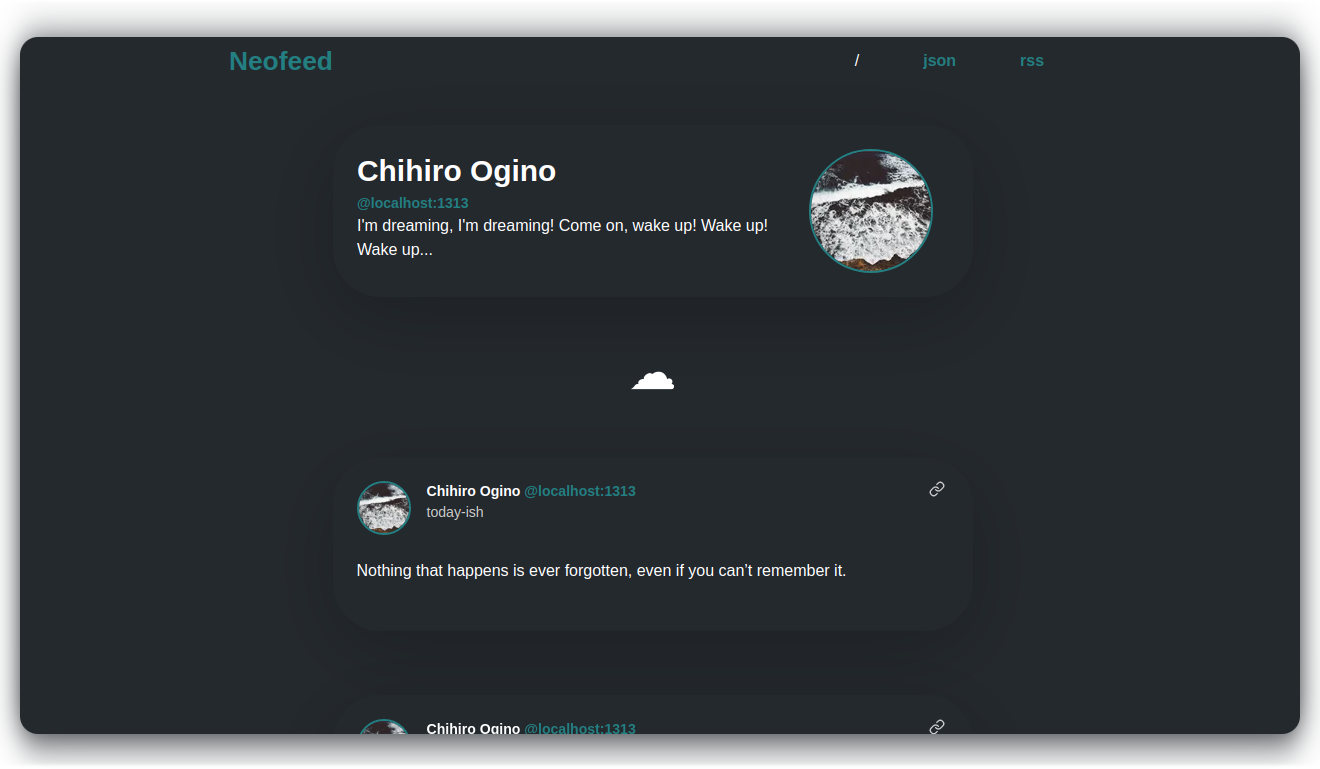 Neofeed
/ json rss
Chihiro Ogino
@localhost:1313
I'm dreaming, I'm dreaming! Come on, wake up! Wake up!
Wake up...
Chihiro Ogino @localhost:1313
today-ish
Nothing that happens is ever forgotten, even if you can’t remember it.
Chihiro Ogino @localhost:1313